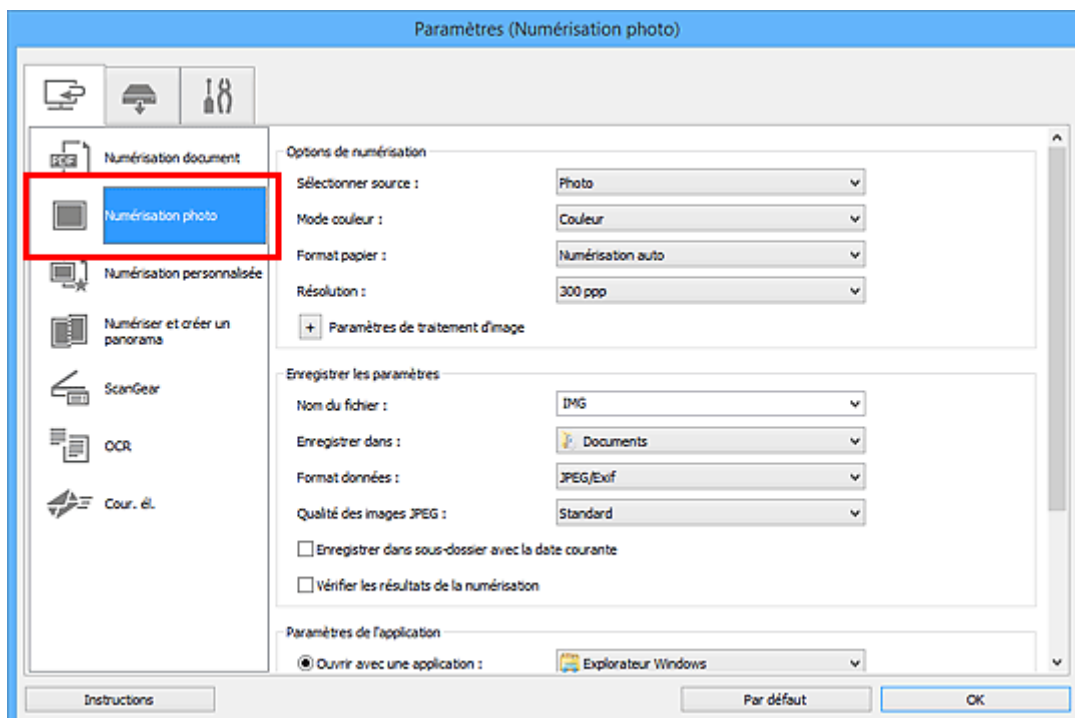 Paramètres (Numérisation photo)
PDF
Numérisation document
Numérisation photo
Numérisation personnalisée
Numériser et créer un
panorama
ScanGear
OCR
Cour. él.
Options de numérisation
Sélectionner source : Photo
Mode couleur : Couleur
Format papier : Numérisation auto
Résolution : 300 ppp
+ Paramètres de traitement d'image
Enregistrer les paramètres
Nom du fichier : IMG
Enregistrer dans : Documents
Format données : JPEG/Exif
Qualité des images JPEG : Standard
Enregistrer dans sous-dossier avec la date courante
Vérifier les résultats de la numérisation
Paramètres de l'application
Ouvrir avec une application : Explorateur Windows
Instructions
Par défaut
OK